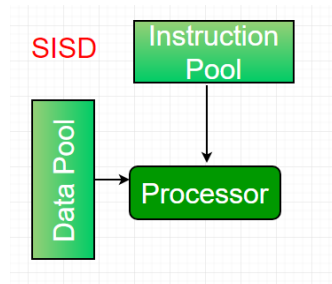 SISD
Instruction
Pool
Data Pool
Processor